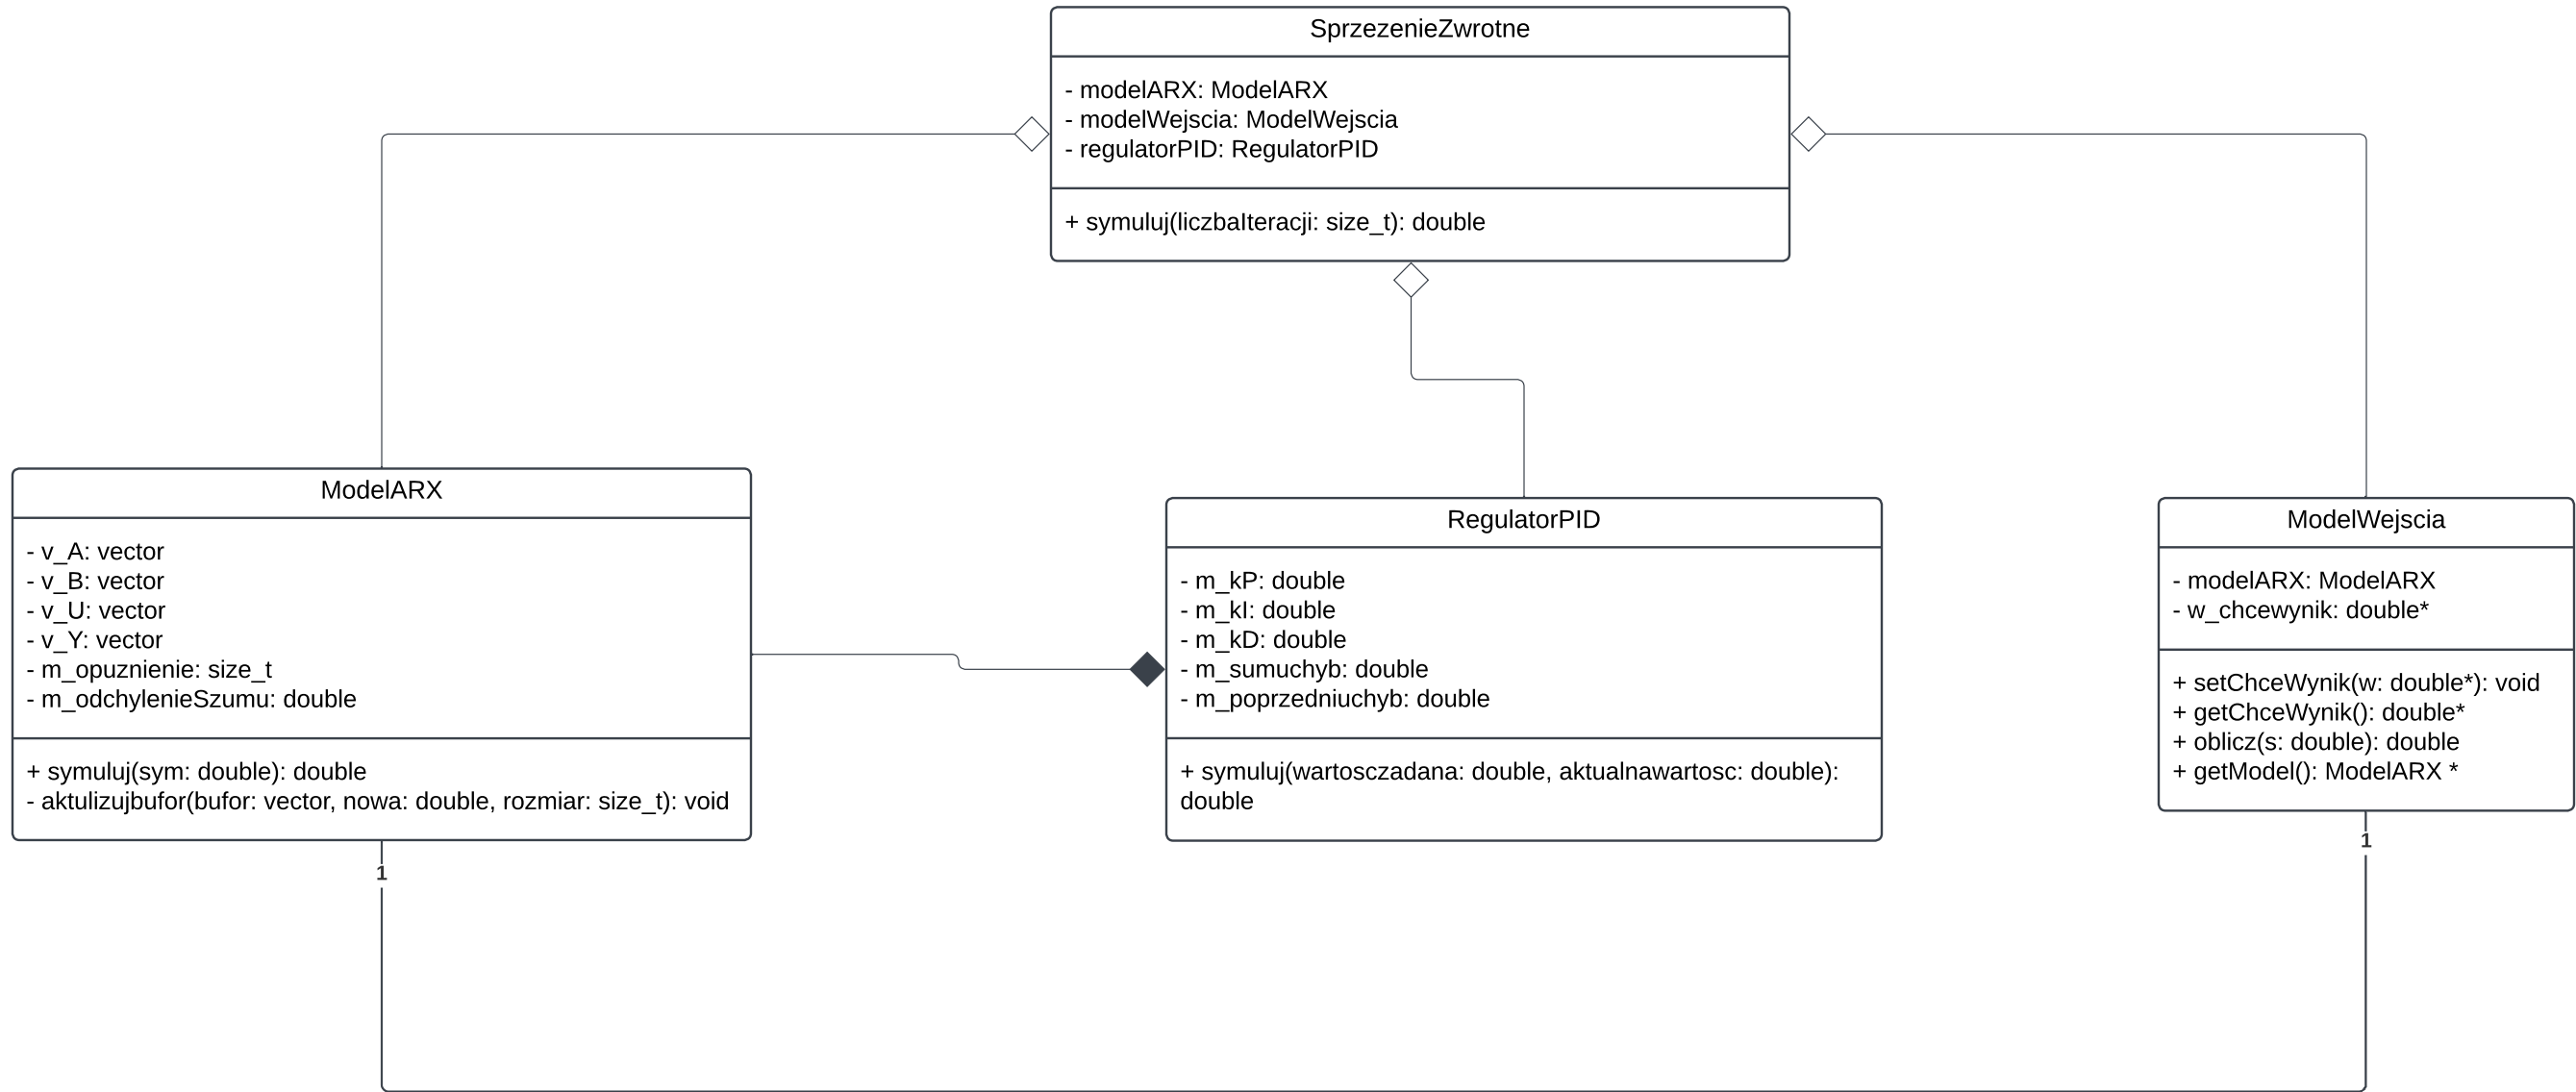 SprzezenieZwrotne
- modelARX: ModelARX
- modelWejscia: ModelWejscia
- regulatorPID: RegulatorPID
+ symuluj(liczbaIteracji: size_t): double
ModelARX
- v_A: vector
- v_B: vector
- v_U: vector
- v_Y: vector
- m_opuznienie: size_t
- m_odchylenieSzumu: double
+ symuluj(sym: double): double
- aktulizujbufor(bufor: vector, nowa: double, rozmiar: size_t): void
1
RegulatorPID
- m_kP: double
- m_kI: double
- m_kD: double
- m_sumuchyb: double
- m_poprzedniuchyb: double
+ symuluj(wartosczadana: double, aktualnawartosc: double):
double
ModelWejscia
- modelARX: ModelARX
- w_chcewynik: double*
+ setChceWynik(w: double*): void
+ getChceWynik(): double*
+ oblicz(s: double): double
+ getModel(): ModelARX *
1